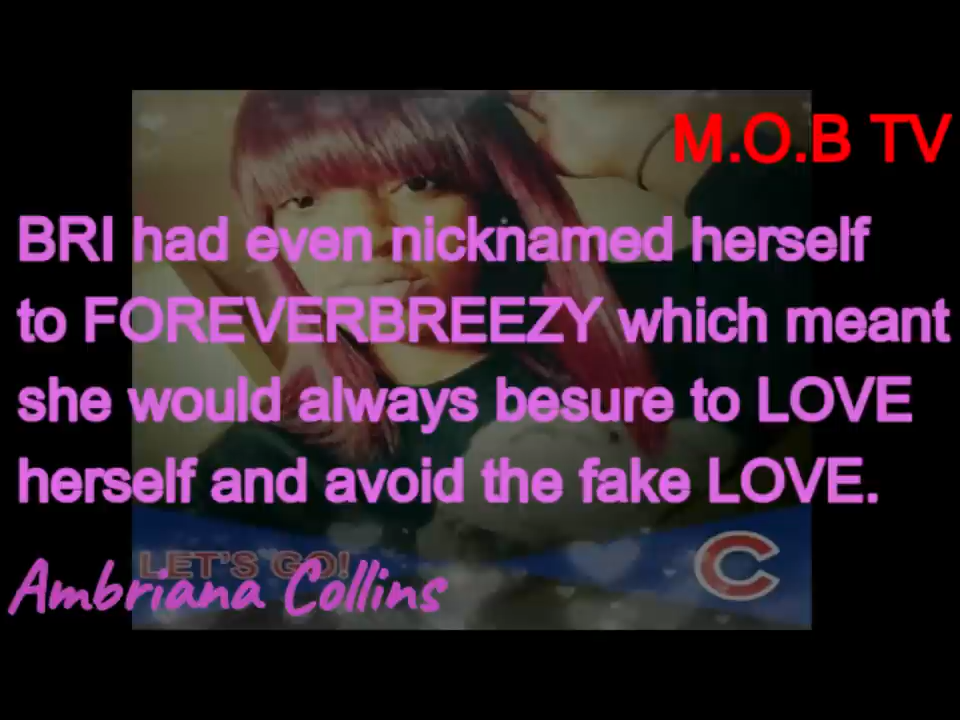 M.O.B TV
BRI had even nicknamed herself
to FOREVERBREEZY which meant
she would always besure to LOVE
herself and avoid the fake LOVE.
LET'S GO!
C
Ambriana Collins